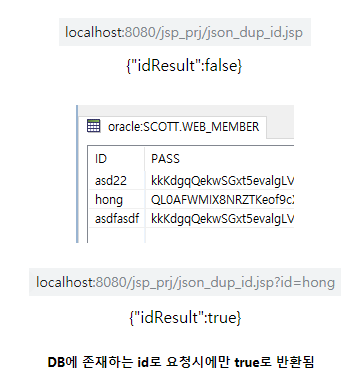 localhost:8080/jsp_prj/json_dup_id.jsp
{"idResult":false}
oracle:SCOTT.WEB_MEMBER
ID PASS
asd22 kkKdgqQekwSGxt5evalgLV
hong QL0AFWMIX8NRZTKeof9c
asdfasdf kkKdgqQekwSGxt5evalgLV
localhost:8080/jsp_prj/json_dup_id.jsp?id=hong
{"idResult":true}
DB에 존재하는 id로 요청시에만 true로 반환됨